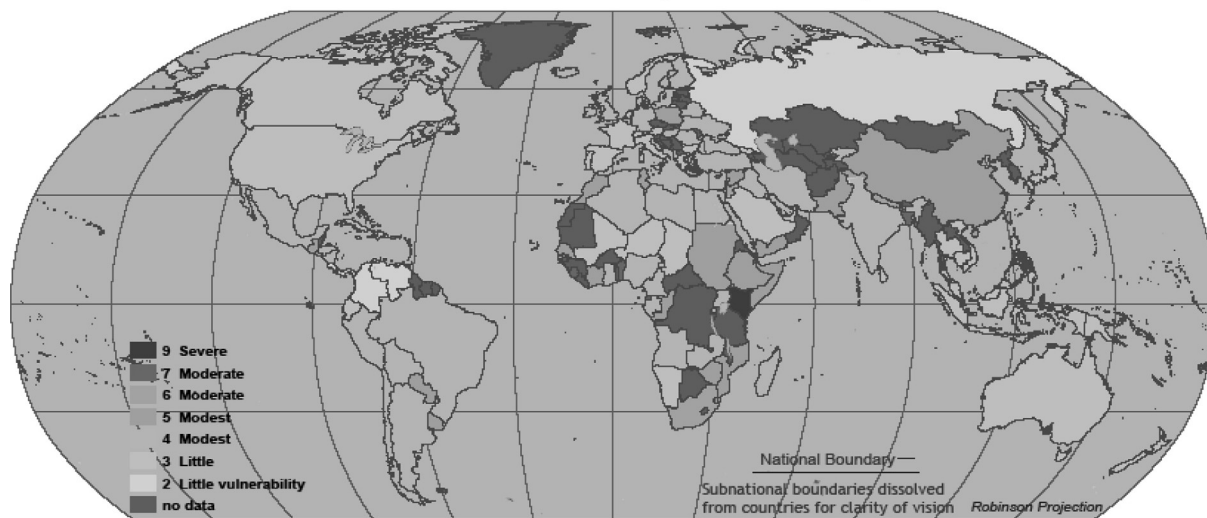 9 Severe
7 Moderate
6 Moderate
5 Modest
4 Modest
3 Little
2 Little vulnerability
no data
National Boundary
Subnational boundaries dissolved
from countries for clarity of vision
Robinson Projection